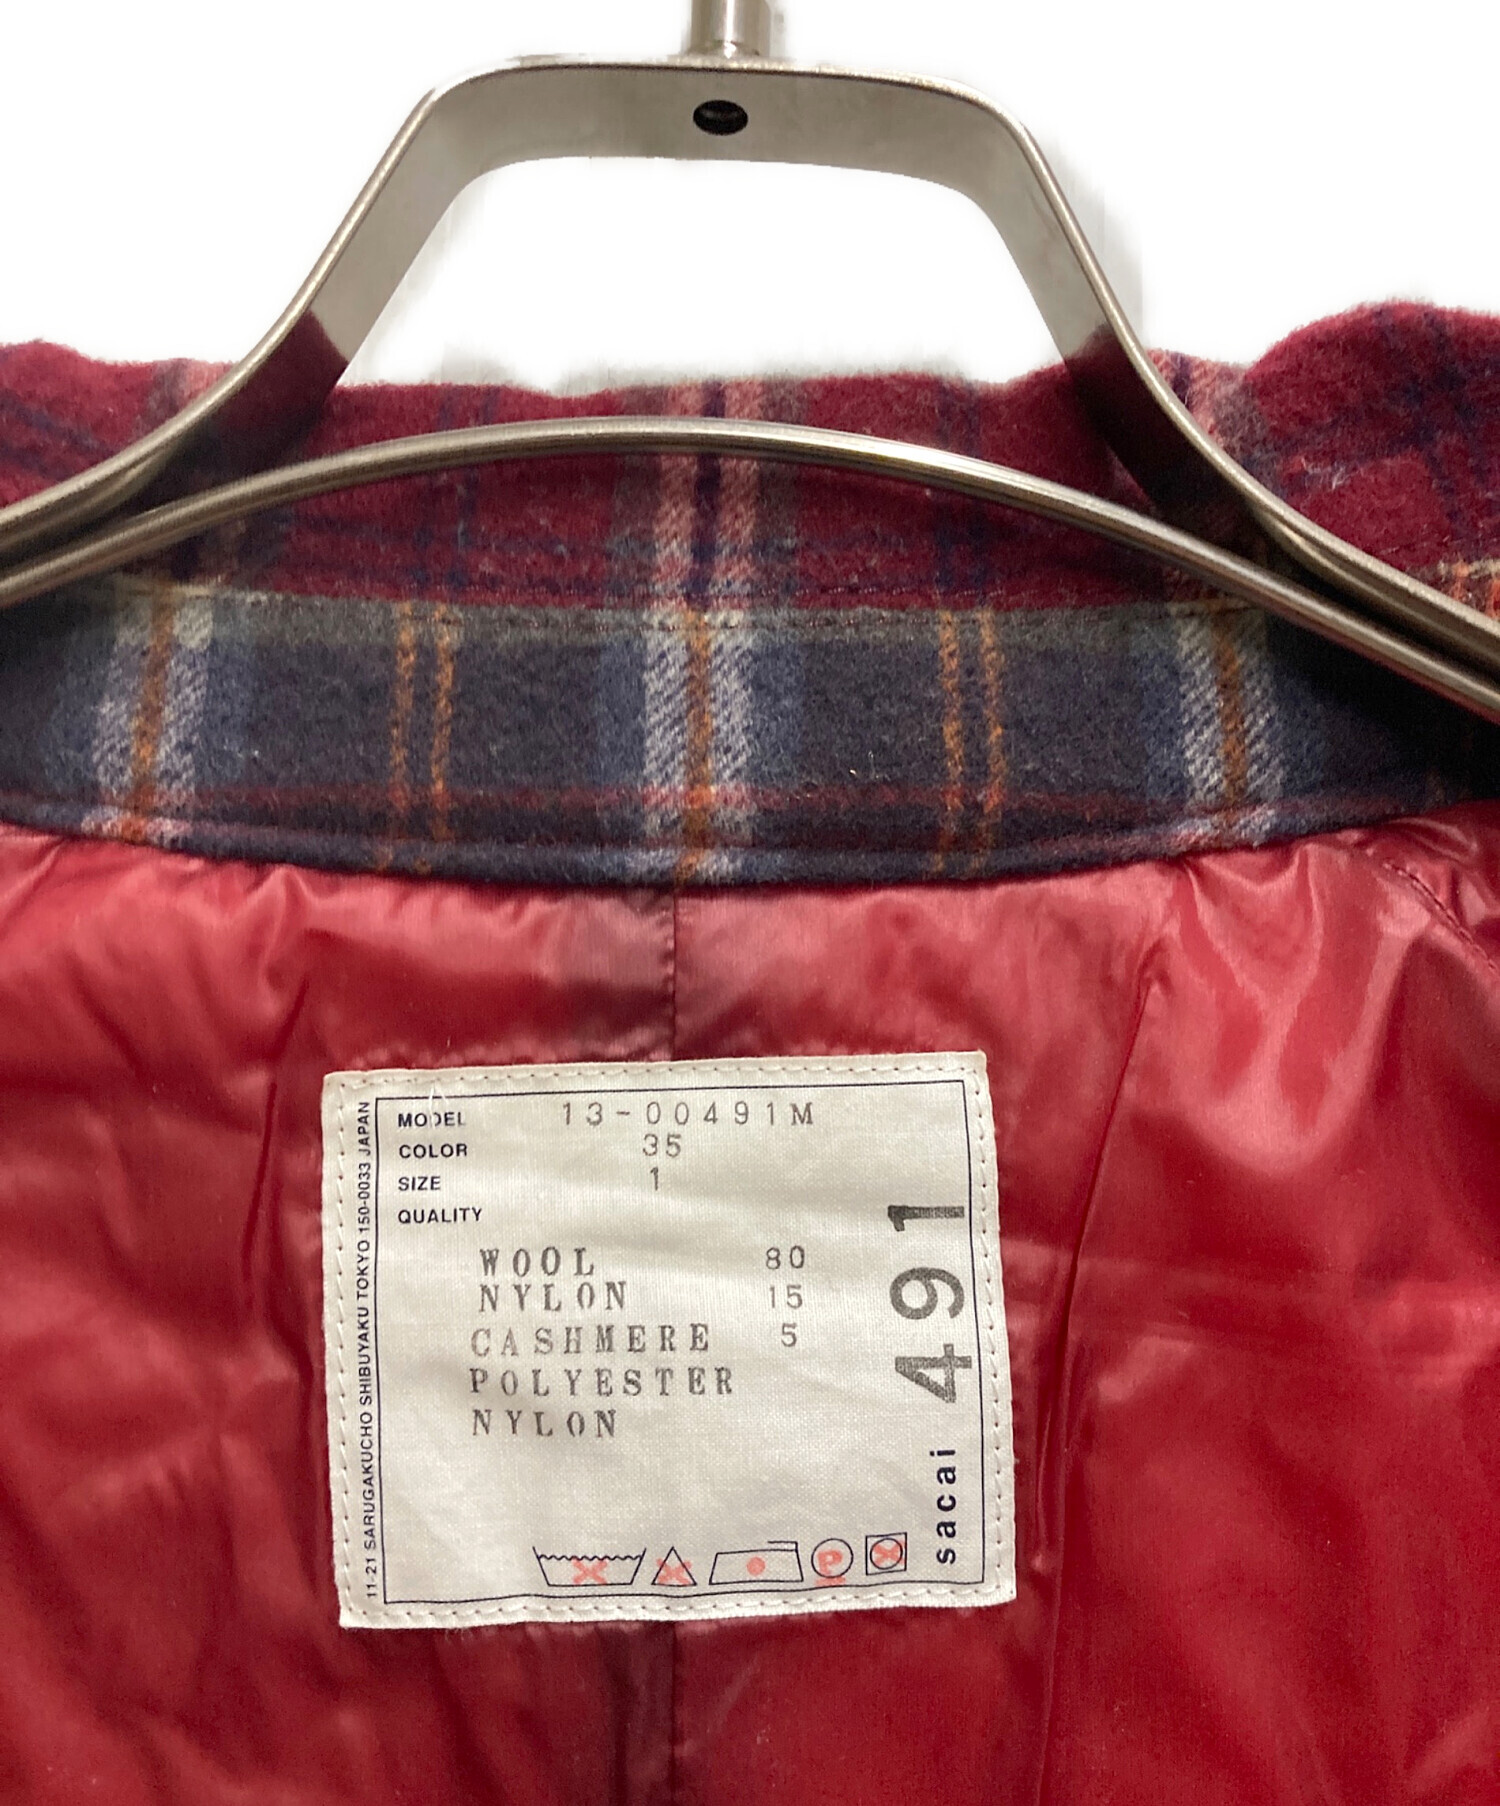 MODEL 13-00491M
COLOR 35
SIZE 1
QUALITY
WOOL 80
NYLON 15
CASHMERE 5
POLYESTER
NYLON
P
sacai 491
11-21 SARUGAKUCHO SHIBUYAKU TOKYO 150-0033 JAPAN